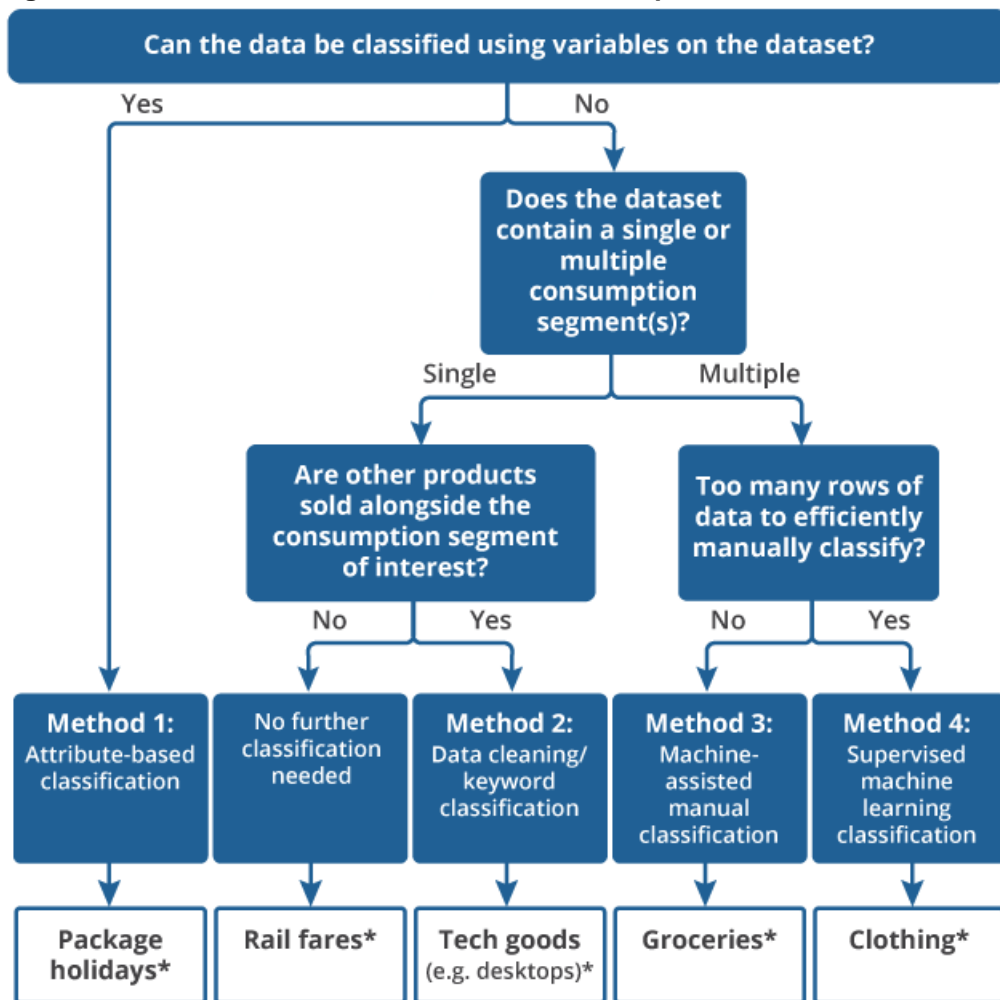 Can the data be classified using variables on the dataset?
Yes
No
Does the dataset
contain a single or
multiple
consumption
segment(s)?
Single
Multiple
Are other products
sold alongside the
consumption segment
of interest?
Too many rows of
data to efficiently
manually classify?
No
Yes
No
Yes
Method 1:
Attribute-based
classification
No further
classification
needed
Method 2:
Data cleaning/
keyword
classification
Method 3:
Machine-
assisted
manual
classification
Method 4:
Supervised
machine
learning
classification
Package
holidays*
Rail fares*
Tech goods
(e.g. desktops)*
Groceries*
Clothing*